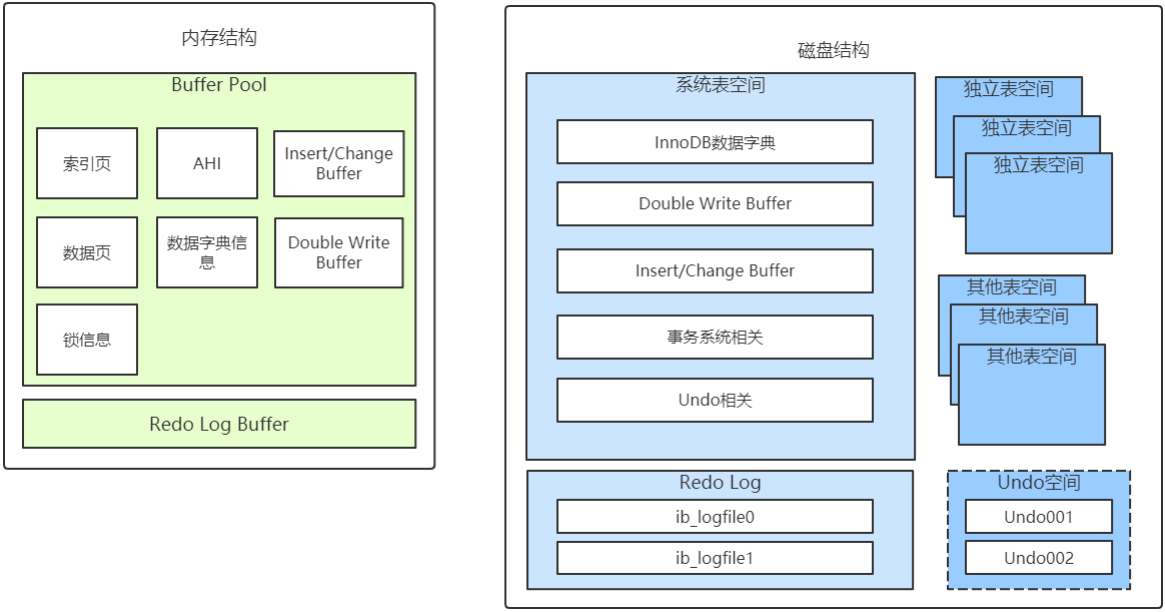 内存结构
Buffer Pool
索引页
AHI
Insert/Change
Buffer
数据页
数据字典信
息
Double Write
Buffer
锁信息
Redo Log Buffer
磁盘结构
系统表空间
InnoDB数据字典
Double Write Buffer
Insert/Change Buffer
事务系统相关
Undo相关
独立表空间
独立表空间
独立表空间
其他表空间
其他表空间
其他表空间
Redo Log
ib_logfile0
ib_logfile1
Undo空间
Undo001
Undo002